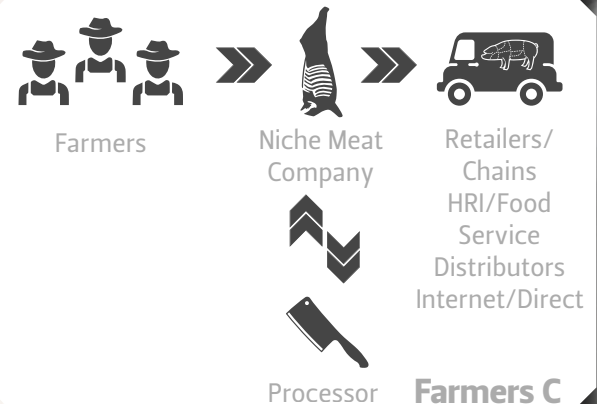 Farmers
Niche Meat
Company
Retailers/
Chains
HRI/Food
Service
Distributors
Internet/Direct
Processor
Farmers C